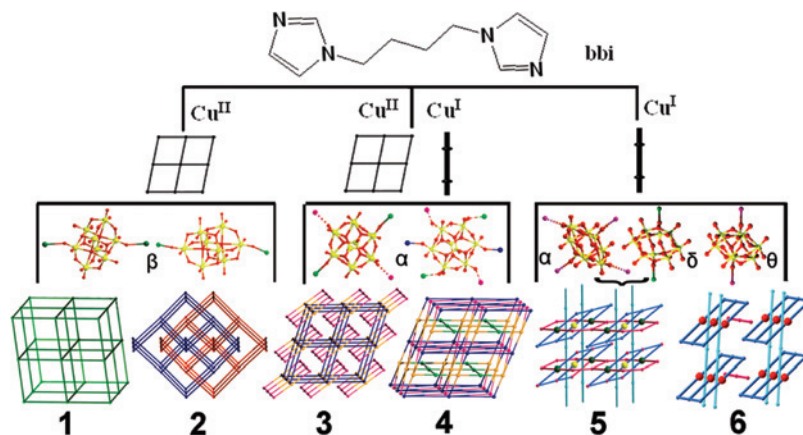 N N N N bbi
Cu^II Cu^II Cu^I Cu^I
β α α δ θ
1 2 3 4 5 6